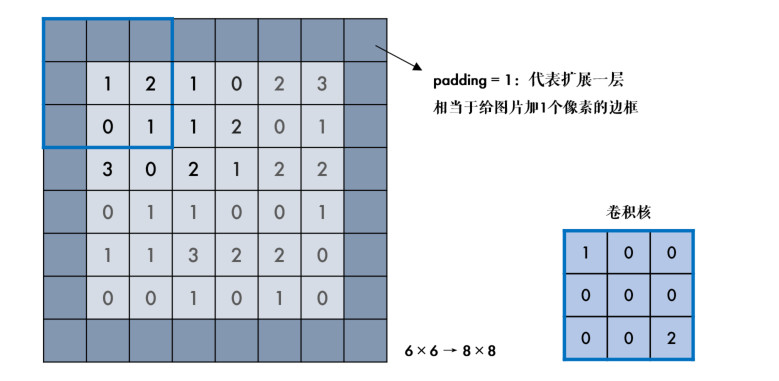 padding = 1：代表扩展一层
相当于给图片加1个像素的边框
1 2 1 0 2 3
0 1 1 2 0 1
3 0 2 1 2 2
0 1 1 0 0 1
1 1 3 2 2 0
0 0 1 0 1 0
6×6 → 8×8
卷积核
1 0 0
0 0 0
0 0 2